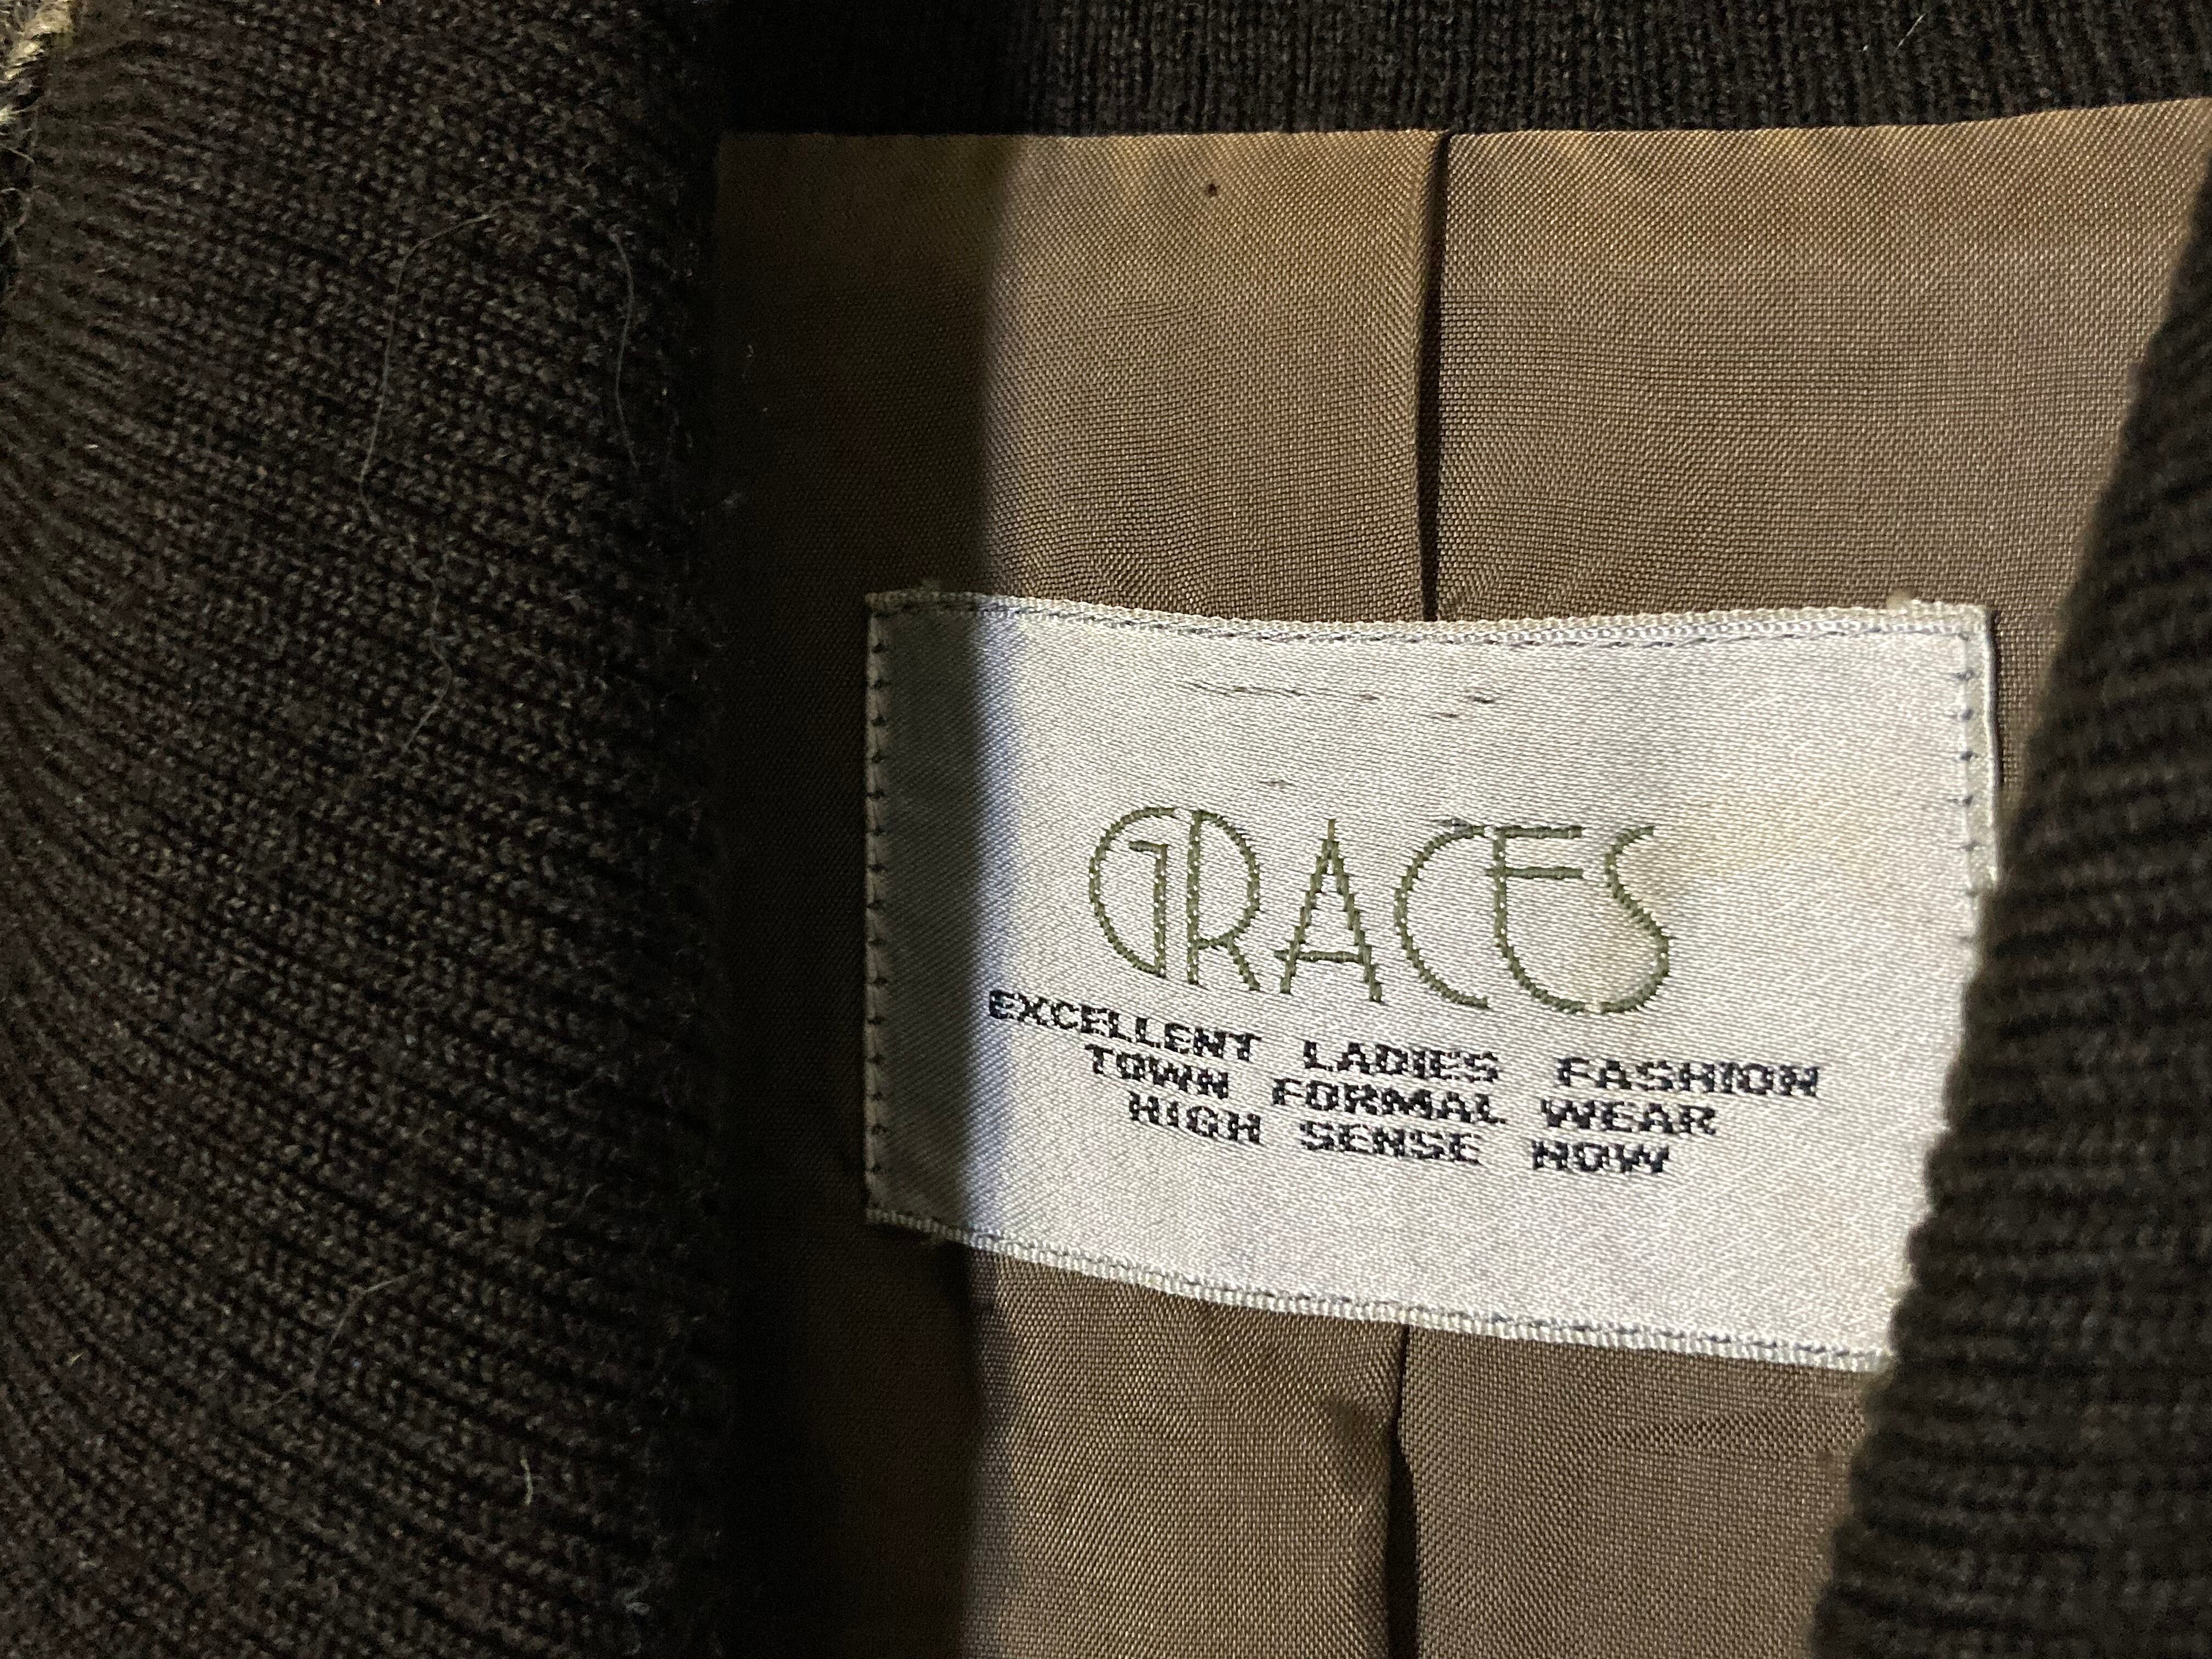 GRACES
EXCELLENT LADIES FASHION
TOWN FORMAL WEAR
HIGH SENSE NOW